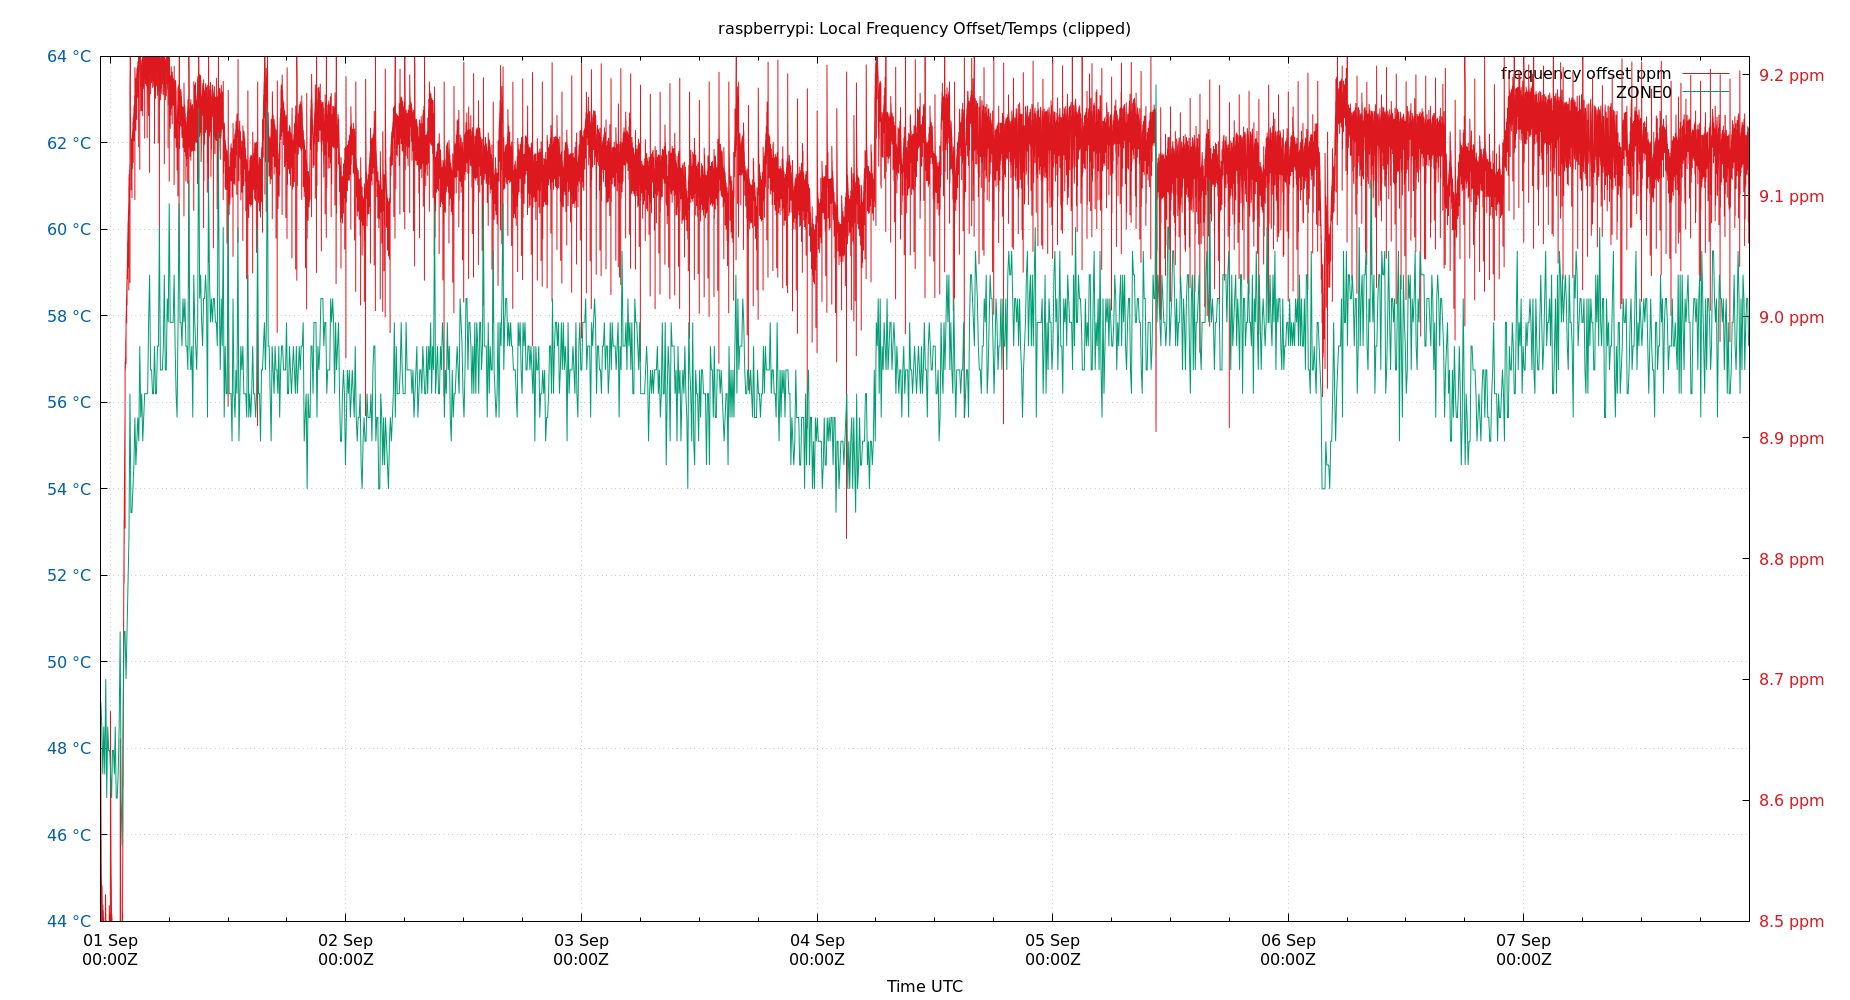 raspberrypi: Local Frequency Offset/Temps (clipped)
64 °C
62 °C
60 °C
58 °C
56 °C
54 °C
52 °C
50 °C
48 °C
46 °C
44 °C
frequency offset ppm
ZONE0
9.2 ppm
9.1 ppm
9.0 ppm
8.9 ppm
8.8 ppm
8.7 ppm
8.6 ppm
8.5 ppm
01 Sep 02 Sep 03 Sep 04 Sep 05 Sep 06 Sep 07 Sep
00:00Z 00:00Z 00:00Z 00:00Z 00:00Z 00:00Z 00:00Z
Time UTC